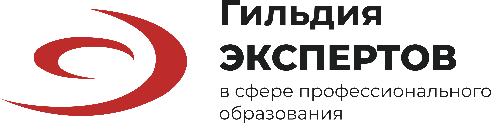 Гильдия
ЭКСПЕРТОВ
в сфере профессионального
образования